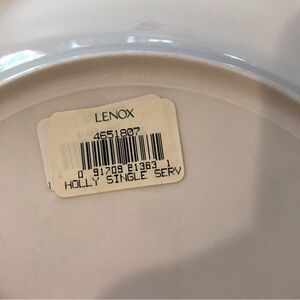 LENOX
4651807
0 91709 21383 1
HOLLY SINGLE SERV